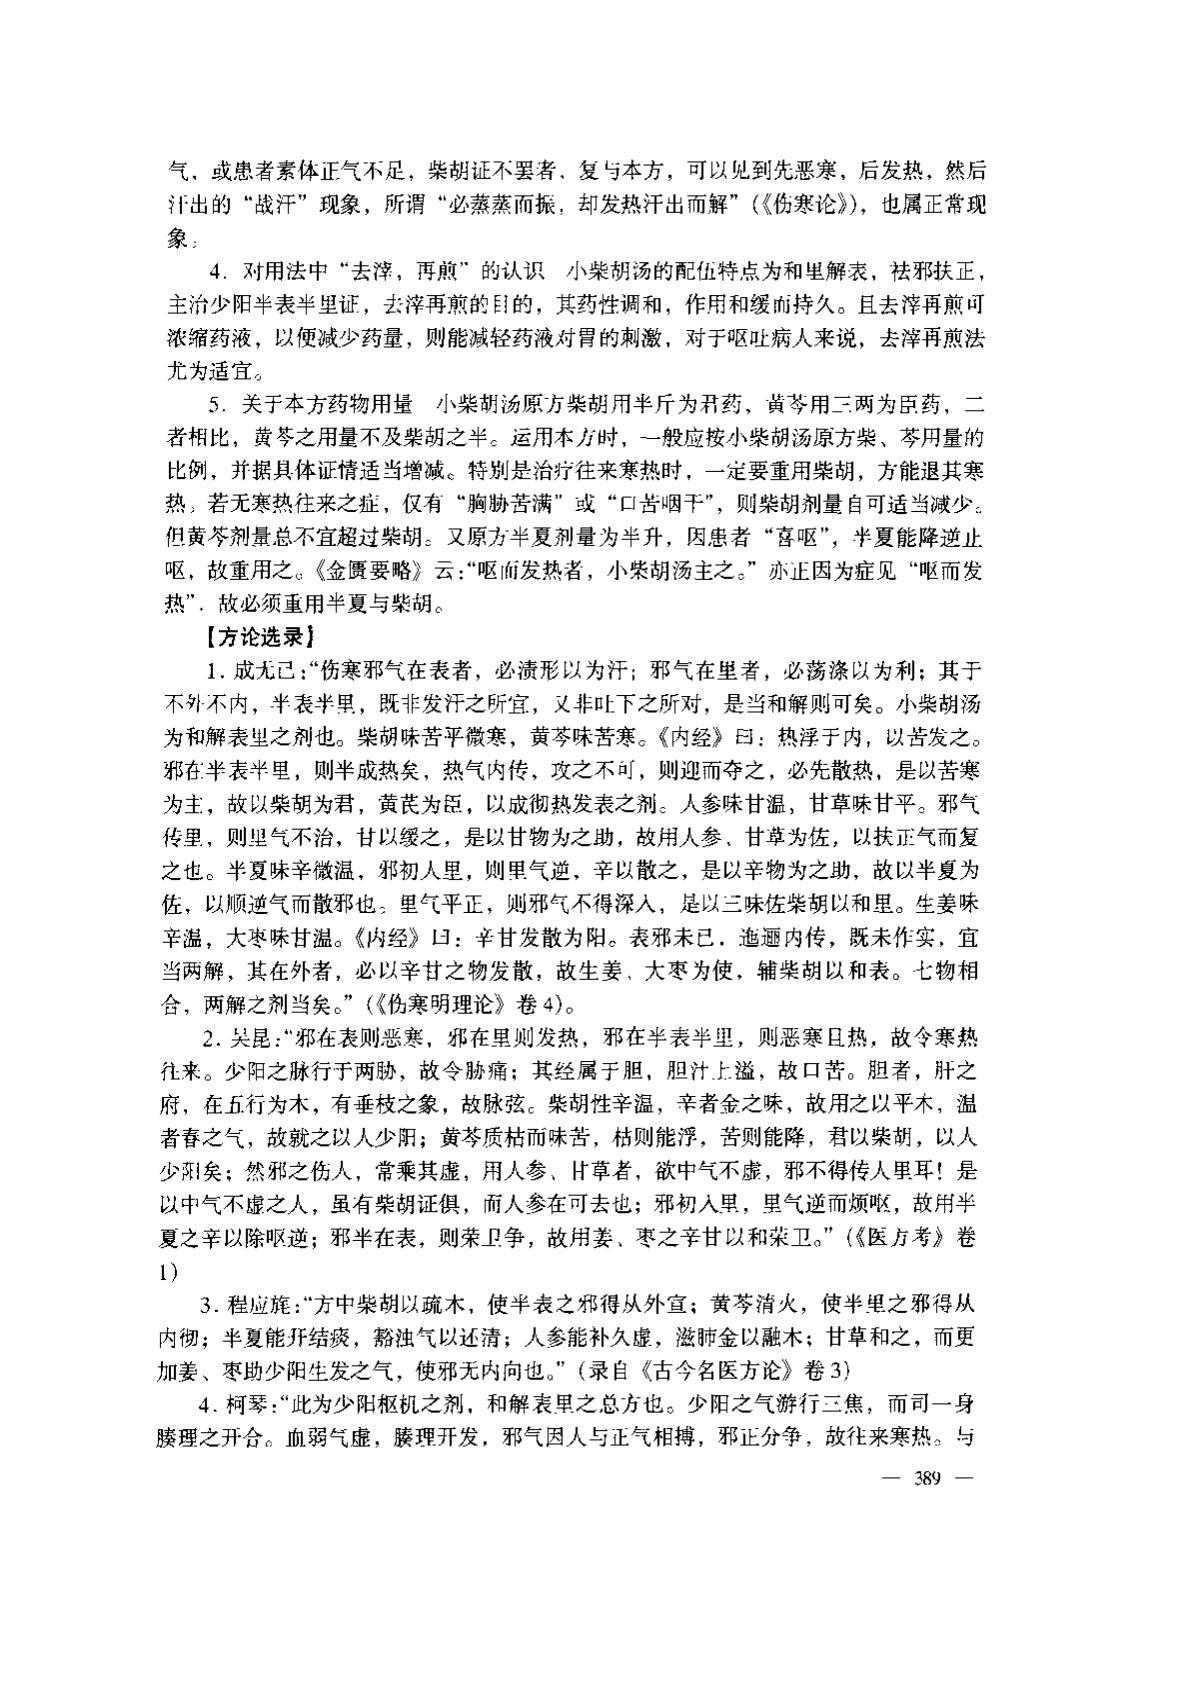 气，或患者素体正气不足，柴胡证不罢者，复与本方，可以见到先恶寒，后发热，然后
汗出的“战汗”现象，所谓“必蒸蒸而振，却发热汗出而解”（《伤寒论》），也属正常现
象。
4．对用法中“去滓，再煎”的认识　小柴胡汤的配伍特点为和里解表，祛邪扶正，
主治少阳半表半里证，去滓再煎的目的，其药性调和，作用和缓而持久。且去滓再煎可
浓缩药液，以便减少药量，则能减轻药液对胃的刺激，对于呕吐病人来说，去滓再煎法
尤为适宜。
5．关于本方药物用量　小柴胡汤原方柴胡用半斤为君药，黄芩用三两为臣药，二
者相比，黄芩之用量不及柴胡之半。运用本方时，一般应按小柴胡汤原方柴、芩用量的
比例，并据具体证情适当增减。特别是治疗往来寒热时，一定要重用柴胡，方能退其寒
热。若无寒热往来之症，仅有“胸胁苦满”或“口苦咽干”，则柴胡剂量自可适当减少。
但黄芩剂量总不宜超过柴胡。又原方半夏剂量为半升，因患者“喜呕”，半夏能降逆止
呕，故重用之。《金匮要略》云：“呕而发热者，小柴胡汤主之。”亦正因为症见“呕而发
热”．故必须重用半夏与柴胡。
【方论选录】
1．成无己：“伤寒邪气在表者，必渍形以为汗；邪气在里者，必荡涤以为利；其于
不外不内，半表半里，既非发汗之所宜，又非吐下之所对，是当和解则可矣。小柴胡汤
为和解表里之剂也。柴胡味苦平微寒，黄芩味苦寒。《内经》曰：热浮于内，以苦发之。
邪在半表半里，则半成热矣，热气内传，攻之不可，则迎而夺之，必先散热，是以苦寒
为主，故以柴胡为君，黄芪为臣，以成彻热发表之剂。人参味甘温，甘草味甘平。邪气
传里，则里气不治，甘以缓之，是以甘物为之助，故用人参、甘草为佐，以扶正气而复
之也。半夏味辛微温，邪初人里，则里气逆，辛以散之，是以辛物为之助，故以半夏为
佐，以顺逆气而散邪也。里气平正，则邪气不得深入，是以三味佐柴胡以和里。生姜味
辛温，大枣味甘温。《内经》曰：辛甘发散为阳。表邪未已．迤逦内传，既未作实，宜
当两解，其在外者，必以辛甘之物发散，故生姜、大枣为使，辅柴胡以和表。七物相
合，两解之剂当矣。”（《伤寒明理论》卷4）。
2．吴昆：“邪在表则恶寒，邪在里则发热，邪在半表半里，则恶寒且热，故令寒热
往来。少阳之脉行于两胁，故令胁痛；其经属于胆，胆汁上溢，故口苦。胆者，肝之
府，在五行为木，有垂枝之象，故脉弦。柴胡性辛温，辛者金之味，故用之以平木，温
者春之气，故就之以人少阳；黄芩质枯而味苦，枯则能浮，苦则能降，君以柴胡，以人
少阳矣；然邪之伤人，常乘其虚，用人参、甘草者，欲中气不虚，邪不得传人里耳！是
以中气不虚之人，虽有柴胡证俱，而人参在可去也；邪初入里，里气逆而烦呕，故用半
夏之辛以除呕逆；邪半在表，则荣卫争，故用姜、枣之辛甘以和荣卫。”（《医方考》卷
1）
3．程应旄：“方中柴胡以疏木，使半表之邪得从外宣；黄芩清火，使半里之邪得从
内彻；半夏能开结痰，豁浊气以还清；人参能补久虚，滋肺金以融木；甘草和之，而更
加姜、枣助少阳生发之气，使邪无内向也。”（录自《古今名医方论》卷3）
4．柯琴：“此为少阳枢机之剂，和解表里之总方也。少阳之气游行三焦，而司一身
腠理之开合。血弱气虚，腠理开发，邪气因人与正气相搏，邪正分争，故往来寒热。与
— 389 —